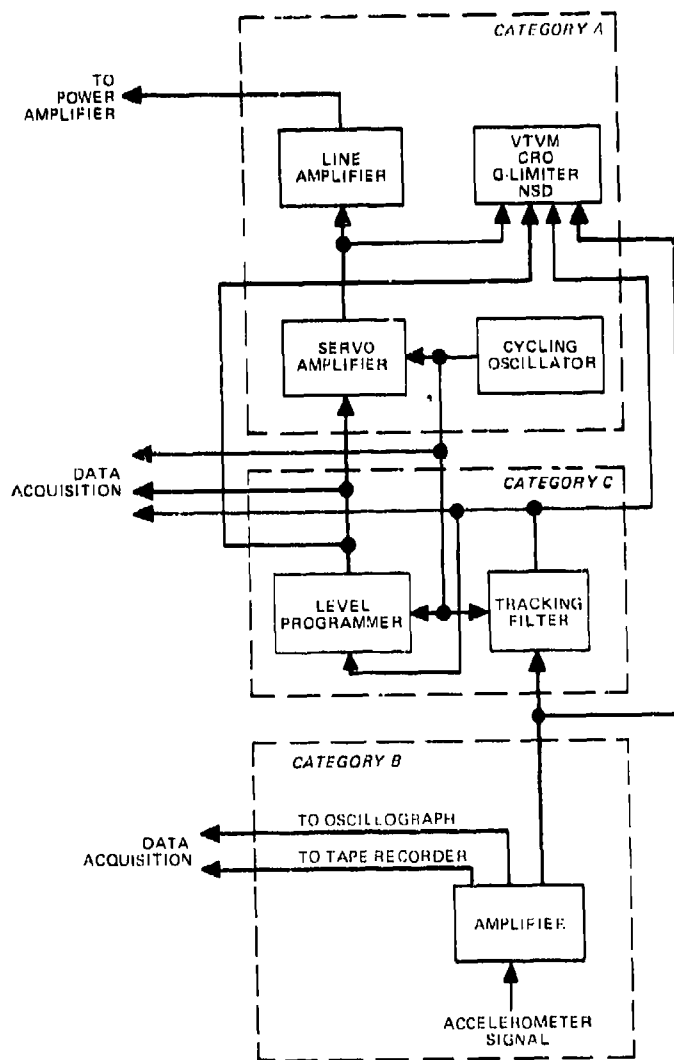 CATEGORY A
TO
POWER
AMPLIFIER
LINE
AMPLIFIER
VTVM
CRO
G-LIMITER
NSD
SERVO
AMPLIFIER
CYCLING
OSCILLATOR
DATA
ACQUISITION
CATEGORY C
LEVEL
PROGRAMMER
TRACKING
FILTER
CATEGORY B
TO OSCILLOGRAPH
DATA
ACQUISITION
TO TAPE RECORDER
AMPLIFIER
ACCELEROMETER
SIGNAL